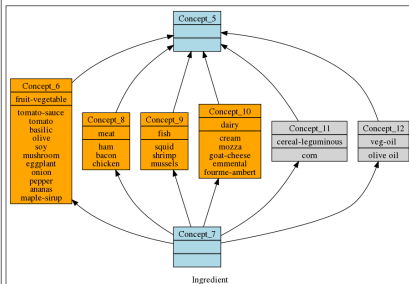 Concept_5
Concept_6
fruit-vegetable
tomato-sauce
tomato
basilic
olive
soy
mushroom
eggplant
onion
pepper
ananas
maple-sirup
Concept_8
meat
ham
bacon
chicken
Concept_9
fish
squid
shrimp
mussels
Concept_10
dairy
cream
mozza
goat-cheese
emmental
fourme-ambert
Concept_11
cereal-leguminous
corn
Concept_12
veg-oil
olive oil
Concept_7
Ingredient